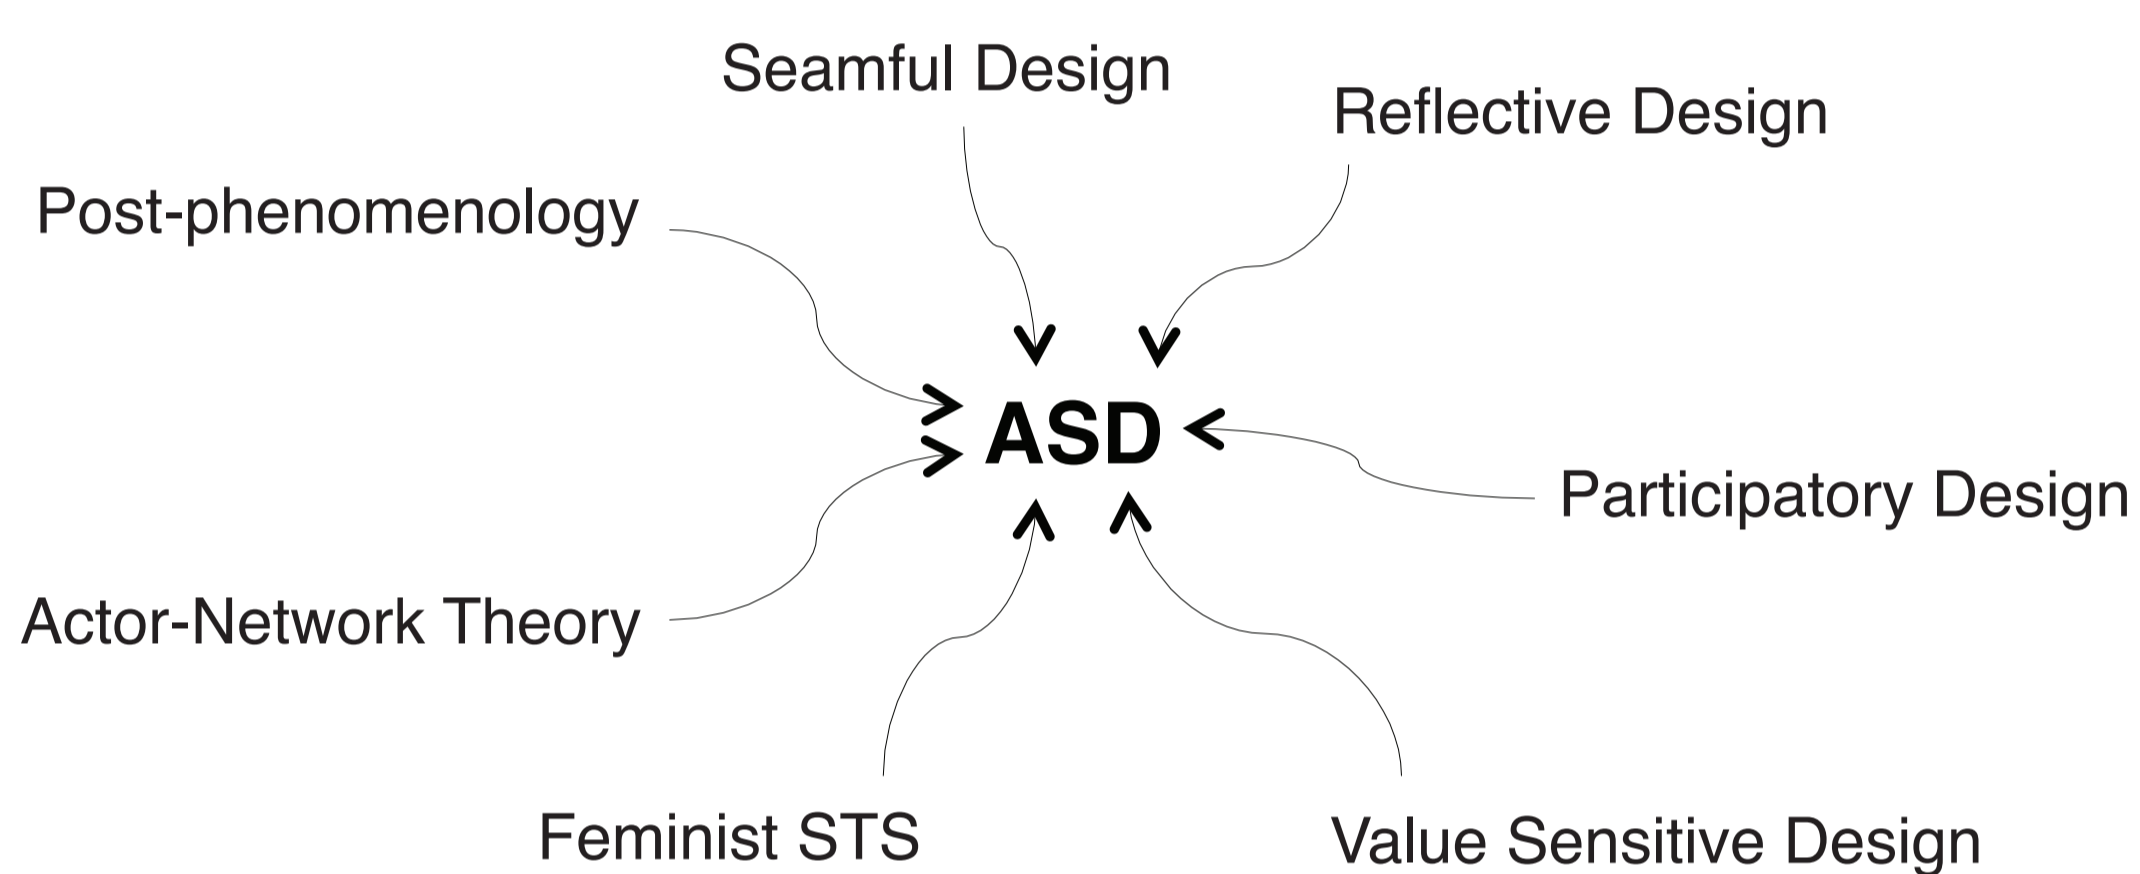 Seamful Design
Reflective Design
Post-phenomenology
ASD
Participatory Design
Actor-Network Theory
Feminist STS
Value Sensitive Design